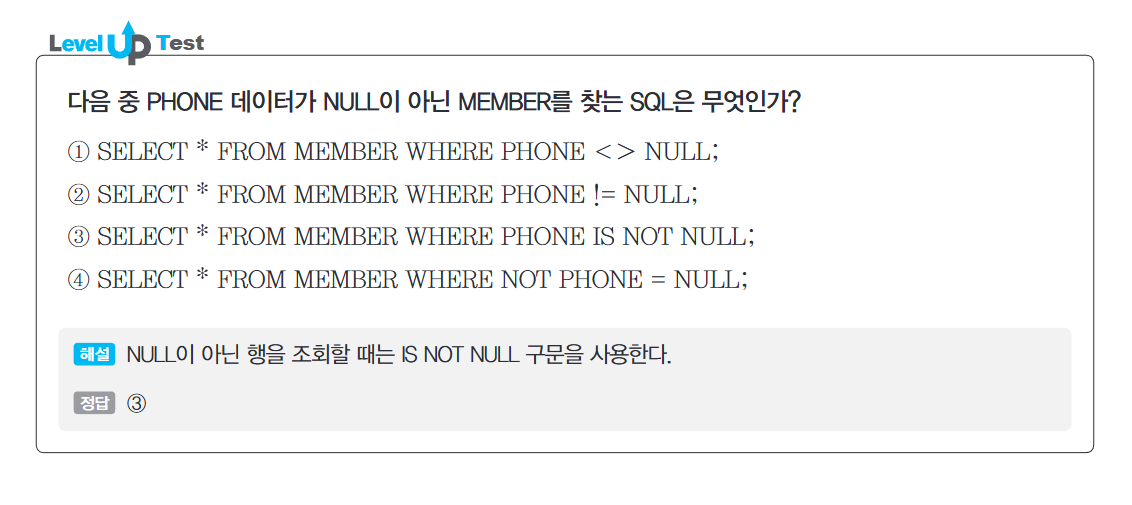 Level Up Test
다음 중 PHONE 데이터가 NULL이 아닌 MEMBER를 찾는 SQL은 무엇인가?
① SELECT * FROM MEMBER WHERE PHONE <> NULL;
② SELECT * FROM MEMBER WHERE PHONE != NULL;
③ SELECT * FROM MEMBER WHERE PHONE IS NOT NULL;
④ SELECT * FROM MEMBER WHERE NOT PHONE = NULL;
해설 NULL이 아닌 행을 조회할 때는 IS NOT NULL 구문을 사용한다.
정답 ③